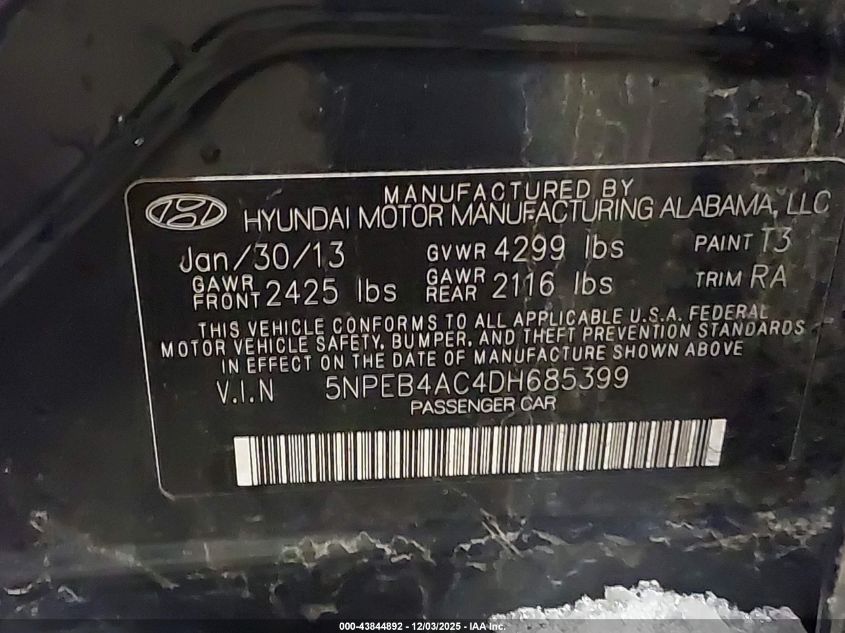 MANUFACTURED BY
HYUNDAI MOTOR MANUFACTURING ALABAMA, LLC
Jan/30/13 GVWR 4299 lbs PAINT T3
GAWR FRONT 2425 lbs GAWR REAR 2116 lbs TRIM RA
THIS VEHICLE CONFORMS TO ALL APPLICABLE U.S.A. FEDERAL
MOTOR VEHICLE SAFETY, BUMPER, AND THEFT PREVENTION STANDARDS
IN EFFECT ON THE DATE OF MANUFACTURE SHOWN ABOVE
V.I.N 5NPEB4AC4DH685399
PASSENGER CAR
000-43844892 - 12/03/2025 - IAA Inc.